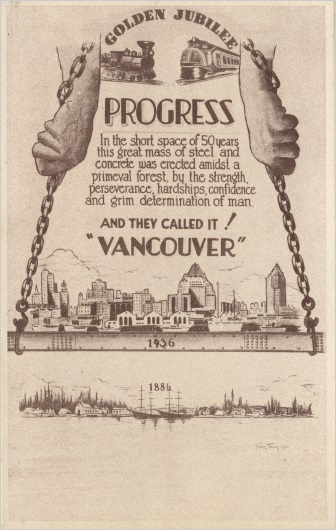 GOLDEN JUBILEE
PROGRESS
In the short space of 50 years
this great mass of steel and
concrete was erected amidst a
primeval forest, by the strength,
perseverance, hardships, confidence
and grim determination of man.
AND THEY CALLED IT!
"VANCOUVER"
1936
1886